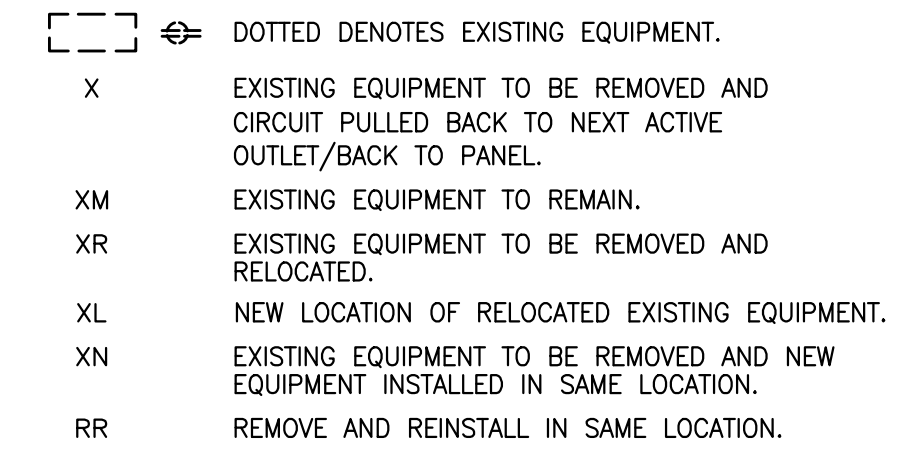 DOTTED DENOTES EXISTING EQUIPMENT.
X EXISTING EQUIPMENT TO BE REMOVED AND
CIRCUIT PULLED BACK TO NEXT ACTIVE
OUTLET/BACK TO PANEL.
XM EXISTING EQUIPMENT TO REMAIN.
XR EXISTING EQUIPMENT TO BE REMOVED AND
RELOCATED.
XL NEW LOCATION OF RELOCATED EXISTING EQUIPMENT.
XN EXISTING EQUIPMENT TO BE REMOVED AND NEW
EQUIPMENT INSTALLED IN SAME LOCATION.
RR REMOVE AND REINSTALL IN SAME LOCATION.